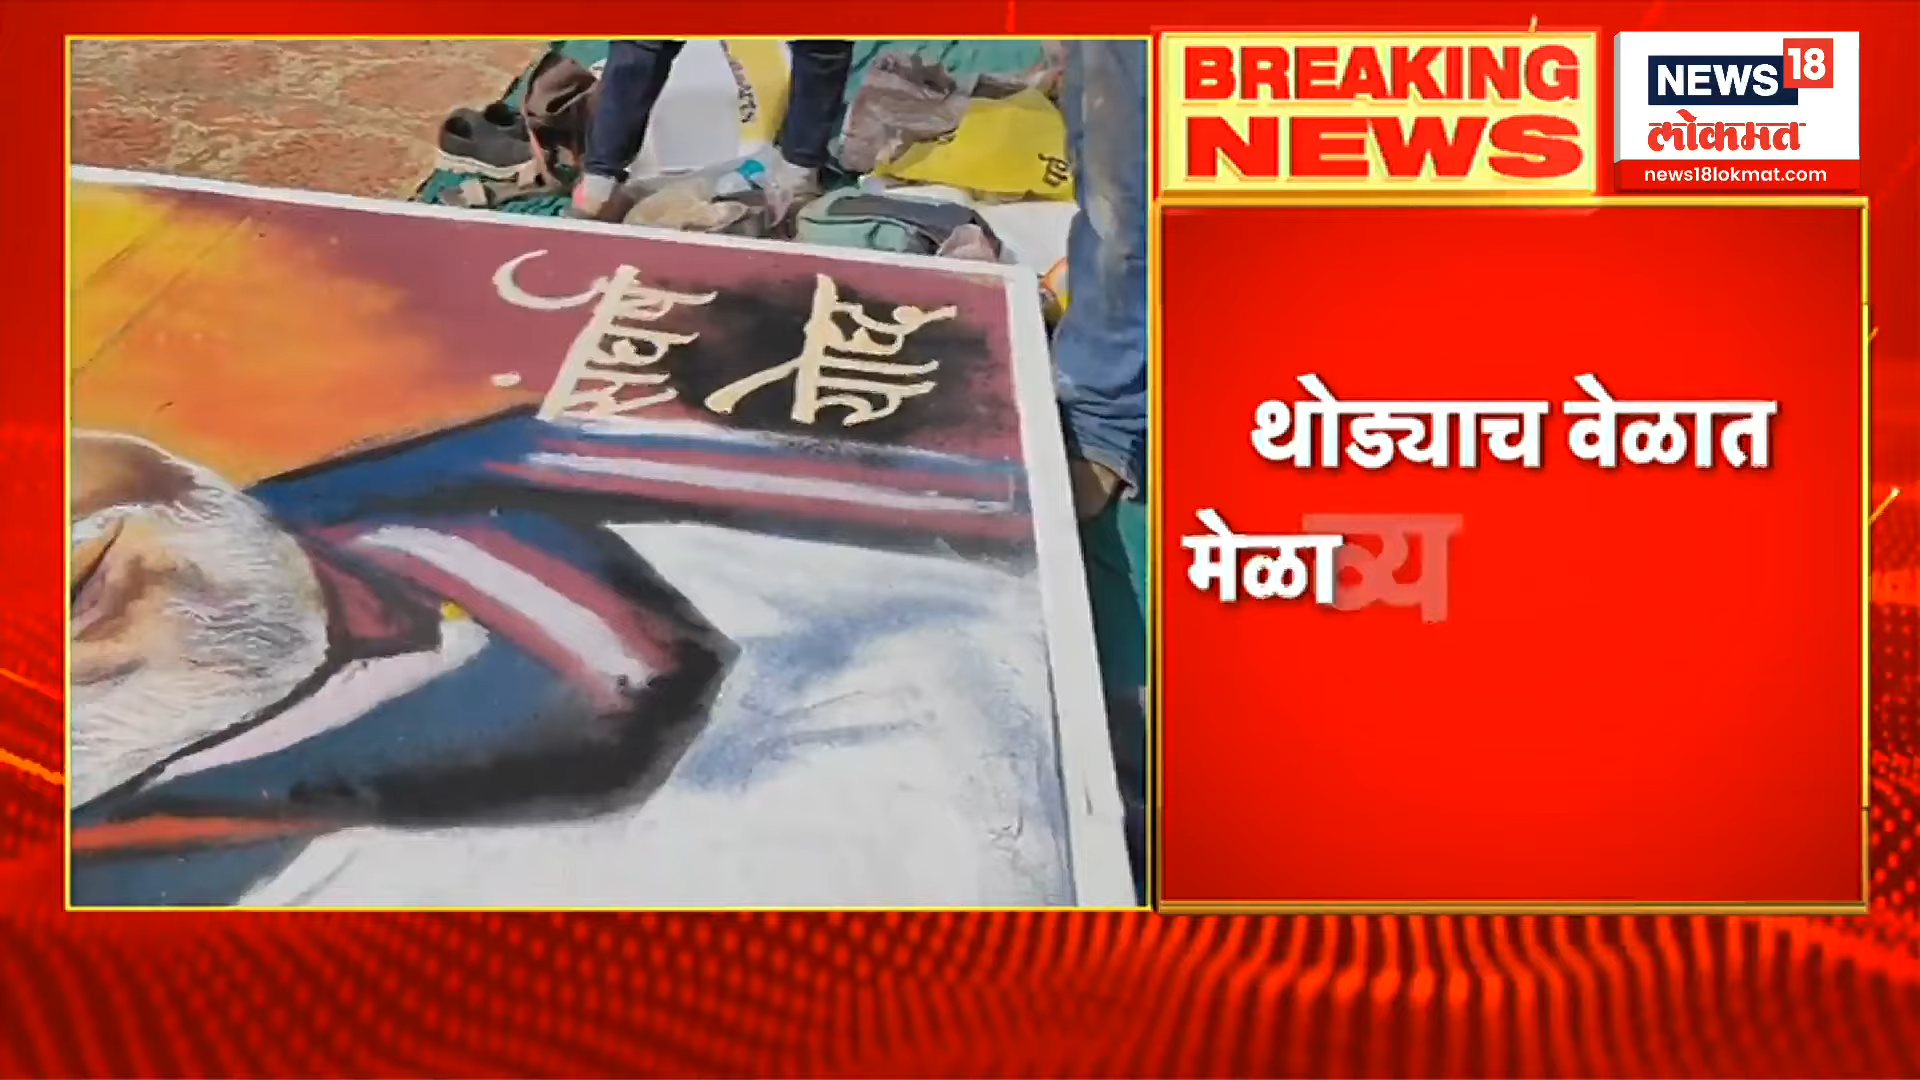 BREAKING
NEWS
NEWS18
लोकमत
news18lokmat.com
थोड्याच वेळात
मेळाव्य